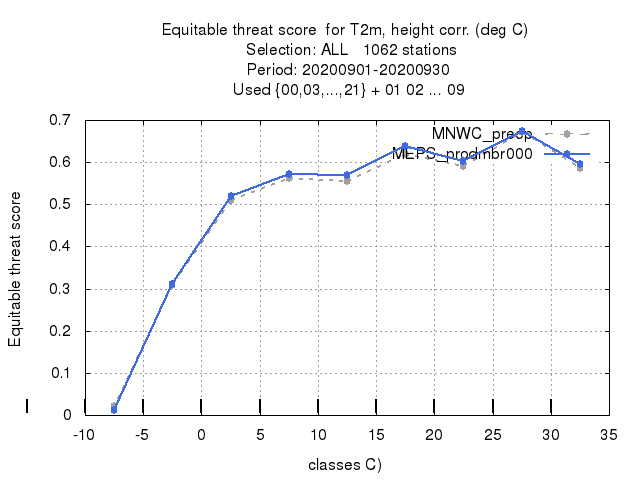 Equitable threat score for T2m, height corr. (deg C)
Selection: ALL 1062 stations
Period: 20200901-20200930
Used {00,03,...,21} + 01 02 ... 09
0.7
0.6
0.5
0.4
0.3
0.2
0.1
0
Equitable threat score
MNWC_preop
MEPS_prodmbr000
-10 -5 0 5 10 15 20 25 30 35
classes C)